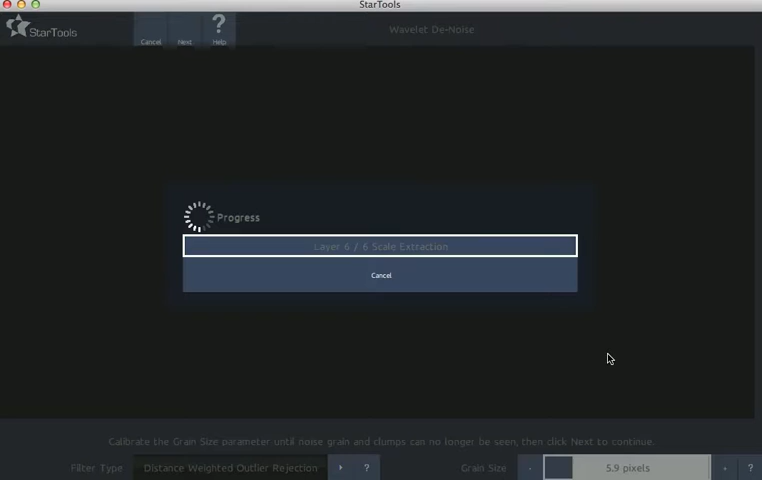 StarTools
StarTools
Cancel Next ? Help
Wavelet De-Noise
Progress
Layer 6 / 6 Scale Extraction
Cancel
Calibrate the Grain Size parameter until noise grain and clumps can no longer be seen, then click Next to continue.
Filter Type Distance Weighted Outlier Rejection ? Grain Size - 5.9 pixels + ?